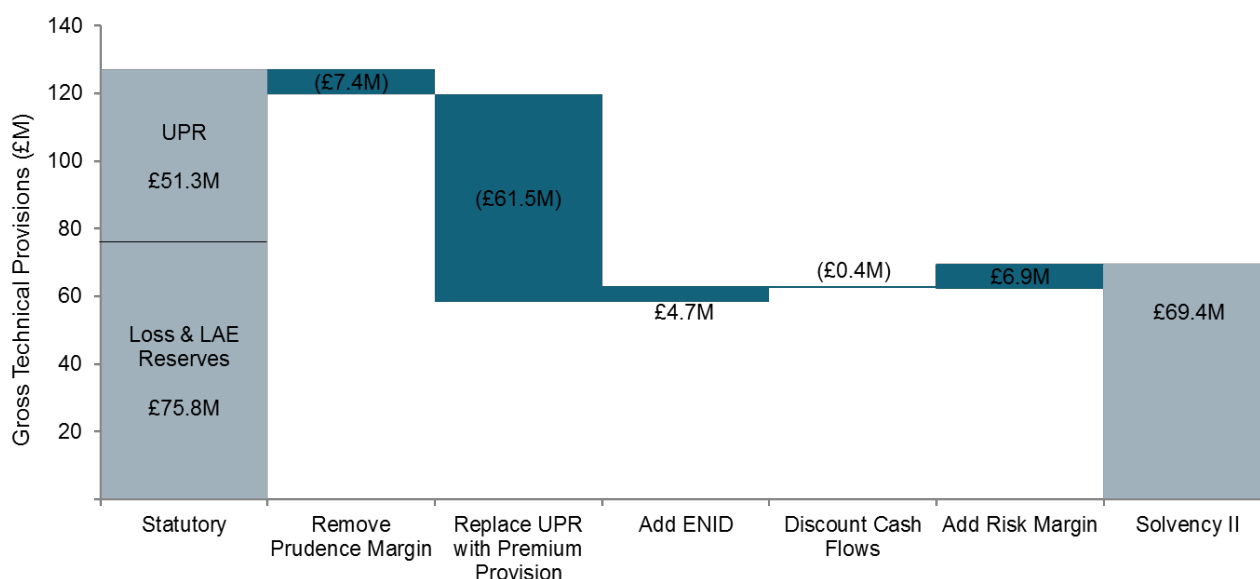 Gross Technical Provisions (£M)
140
120
100
80
60
40
20
UPR
£51.3M
Loss & LAE
Reserves
£75.8M
(£7.4M)
(£61.5M)
£4.7M
(£0.4M)
£6.9M
£69.4M
Statutory
Remove
Prudence Margin
Replace UPR
with Premium
Provision
Add ENID
Discount Cash
Flows
Add Risk Margin
Solvency II